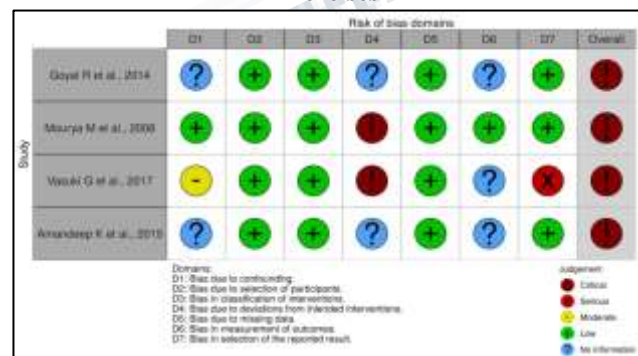 Risk of bias domains
D1 D2 D3 D4 D5 D6 D7 Overall
Study
Goyal R et al., 2014 ? + + ? + ? + !
Mourya M et al., 2008 + + + ! + + + !
Vasuki G et al., 2017 - + + ! + ? X !
Amandeep K et al., 2015 ? + + ? + ? + !
Domains:
D1: Bias due to confounding.
D2: Bias due to selection of participants.
D3: Bias in classification of interventions.
D4: Bias due to deviations from intended interventions.
D5: Bias due to missing data.
D6: Bias in measurement of outcomes.
D7: Bias in selection of the reported result.
Judgement
! Critical
X Serious
- Moderate
+ Low
? No information